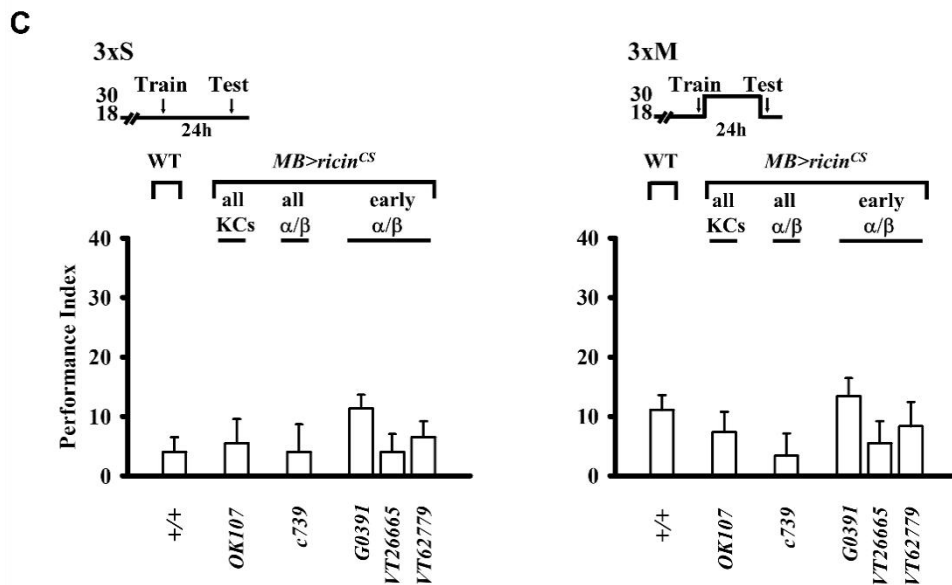 C
3xS
Train Test
30
18
24h
WT MB>ricinCS
all all early
KCs α/β α/β
40
30
20
10
0
Performance Index
+/+
OK107
c739
G0391
VT26665
VT62779
3xM
Train Test
30
18
24h
WT MB>ricinCS
all all early
KCs α/β α/β
40
30
20
10
0
+/+
OK107
c739
G0391
VT26665
VT62779